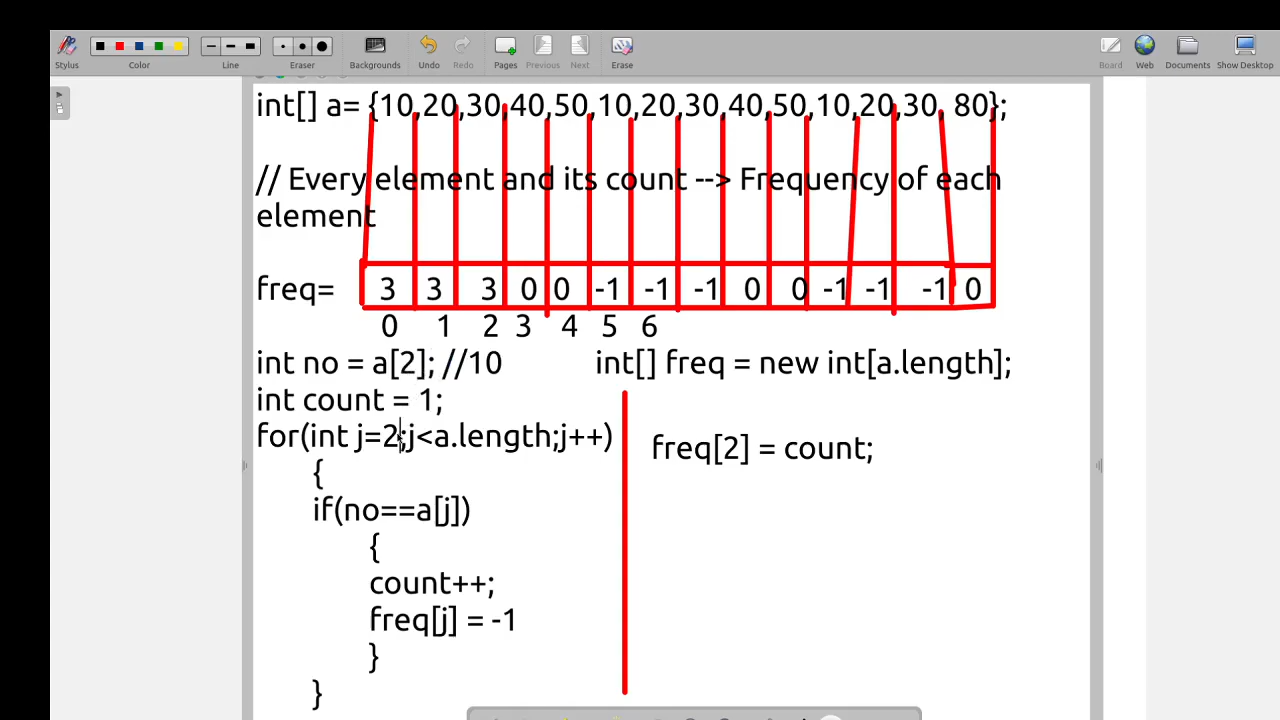 Stylus Color Line Eraser Backgrounds Undo Redo Pages Previous Next Erase Board Web Documents Show Desktop
int[] a= {10,20,30,40,50,10,20,30,40,50,10,20,30, 80};
// Every element and its count --> Frequency of each
element
freq= 3 3 3 0 0 -1 -1 -1 0 0 -1 -1 -1 0
0 1 2 3 4 5 6
int no = a[2]; //10 int[] freq = new int[a.length];
int count = 1;
for(int j=2;j<a.length;j++)
freq[2] = count;
{
if(no==a[j])
{
count++;
freq[j] = -1
}
}